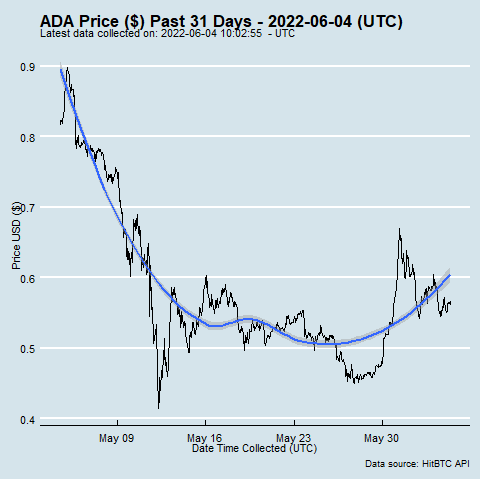 ADA Price ($) Past 31 Days - 2022-06-04 (UTC)
Latest data collected on: 2022-06-04 10:02:55 - UTC
Price USD ($)
0.9
0.8
0.7
0.6
0.5
0.4
May 09 May 16 May 23 May 30
Date Time Collected (UTC)
Data source: HitBTC API